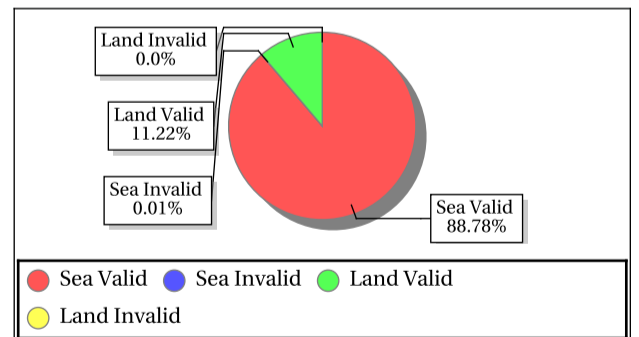 Land Invalid
0.0%
Land Valid
11.22%
Sea Invalid
0.01%
Sea Valid
88.78%
Sea Valid Sea Invalid Land Valid
Land Invalid